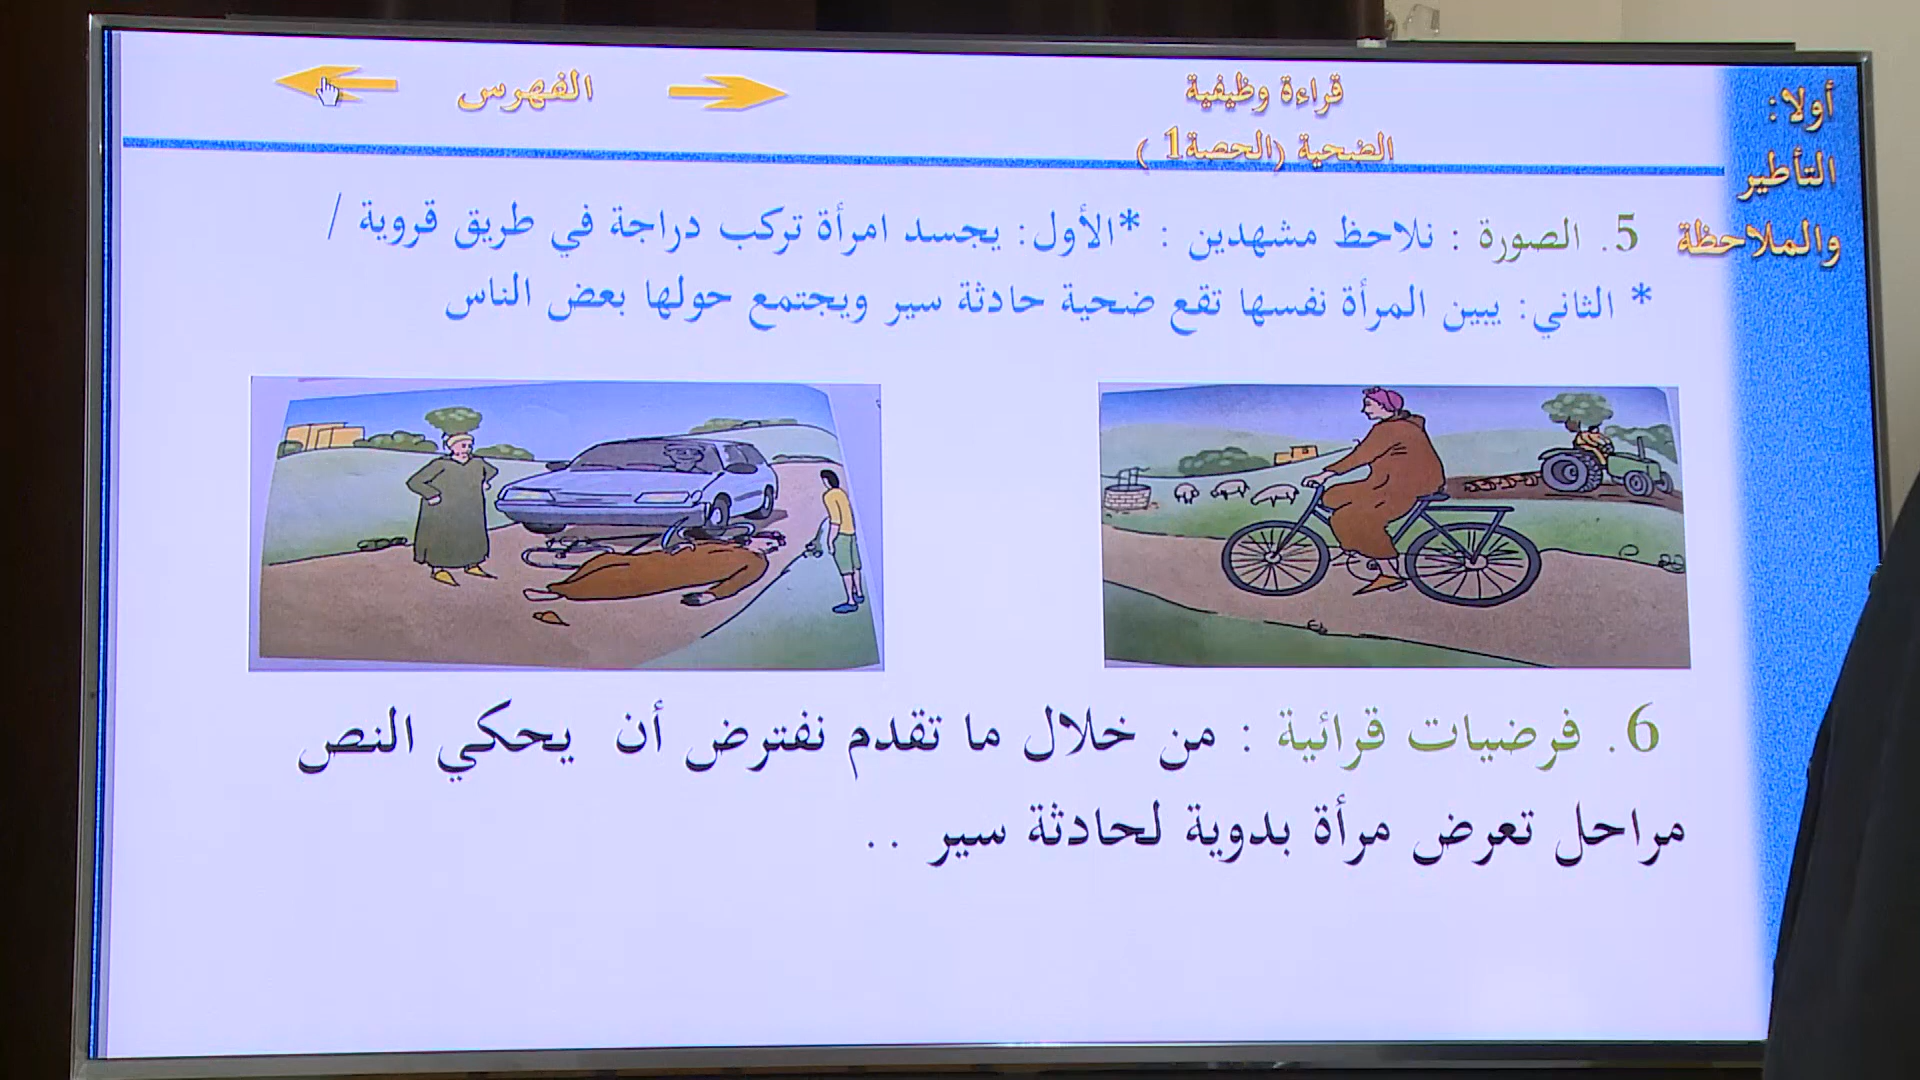 أولا:
التأطير
والملاحظة
قراءة وظيفية
الضحية (الحصة1 )
الفهرس
5. الصورة : نلاحظ مشهدين : *الأول: يجسد امرأة تركب دراجة في طريق قروية /
* الثاني: يبين المرأة نفسها تقع ضحية حادثة سير ويجتمع حولها بعض الناس
6. فرضيات قرائية : من خلال ما تقدم نفترض أن يحكي النص
مراحل تعرض مرأة بدوية لحادثة سير ..